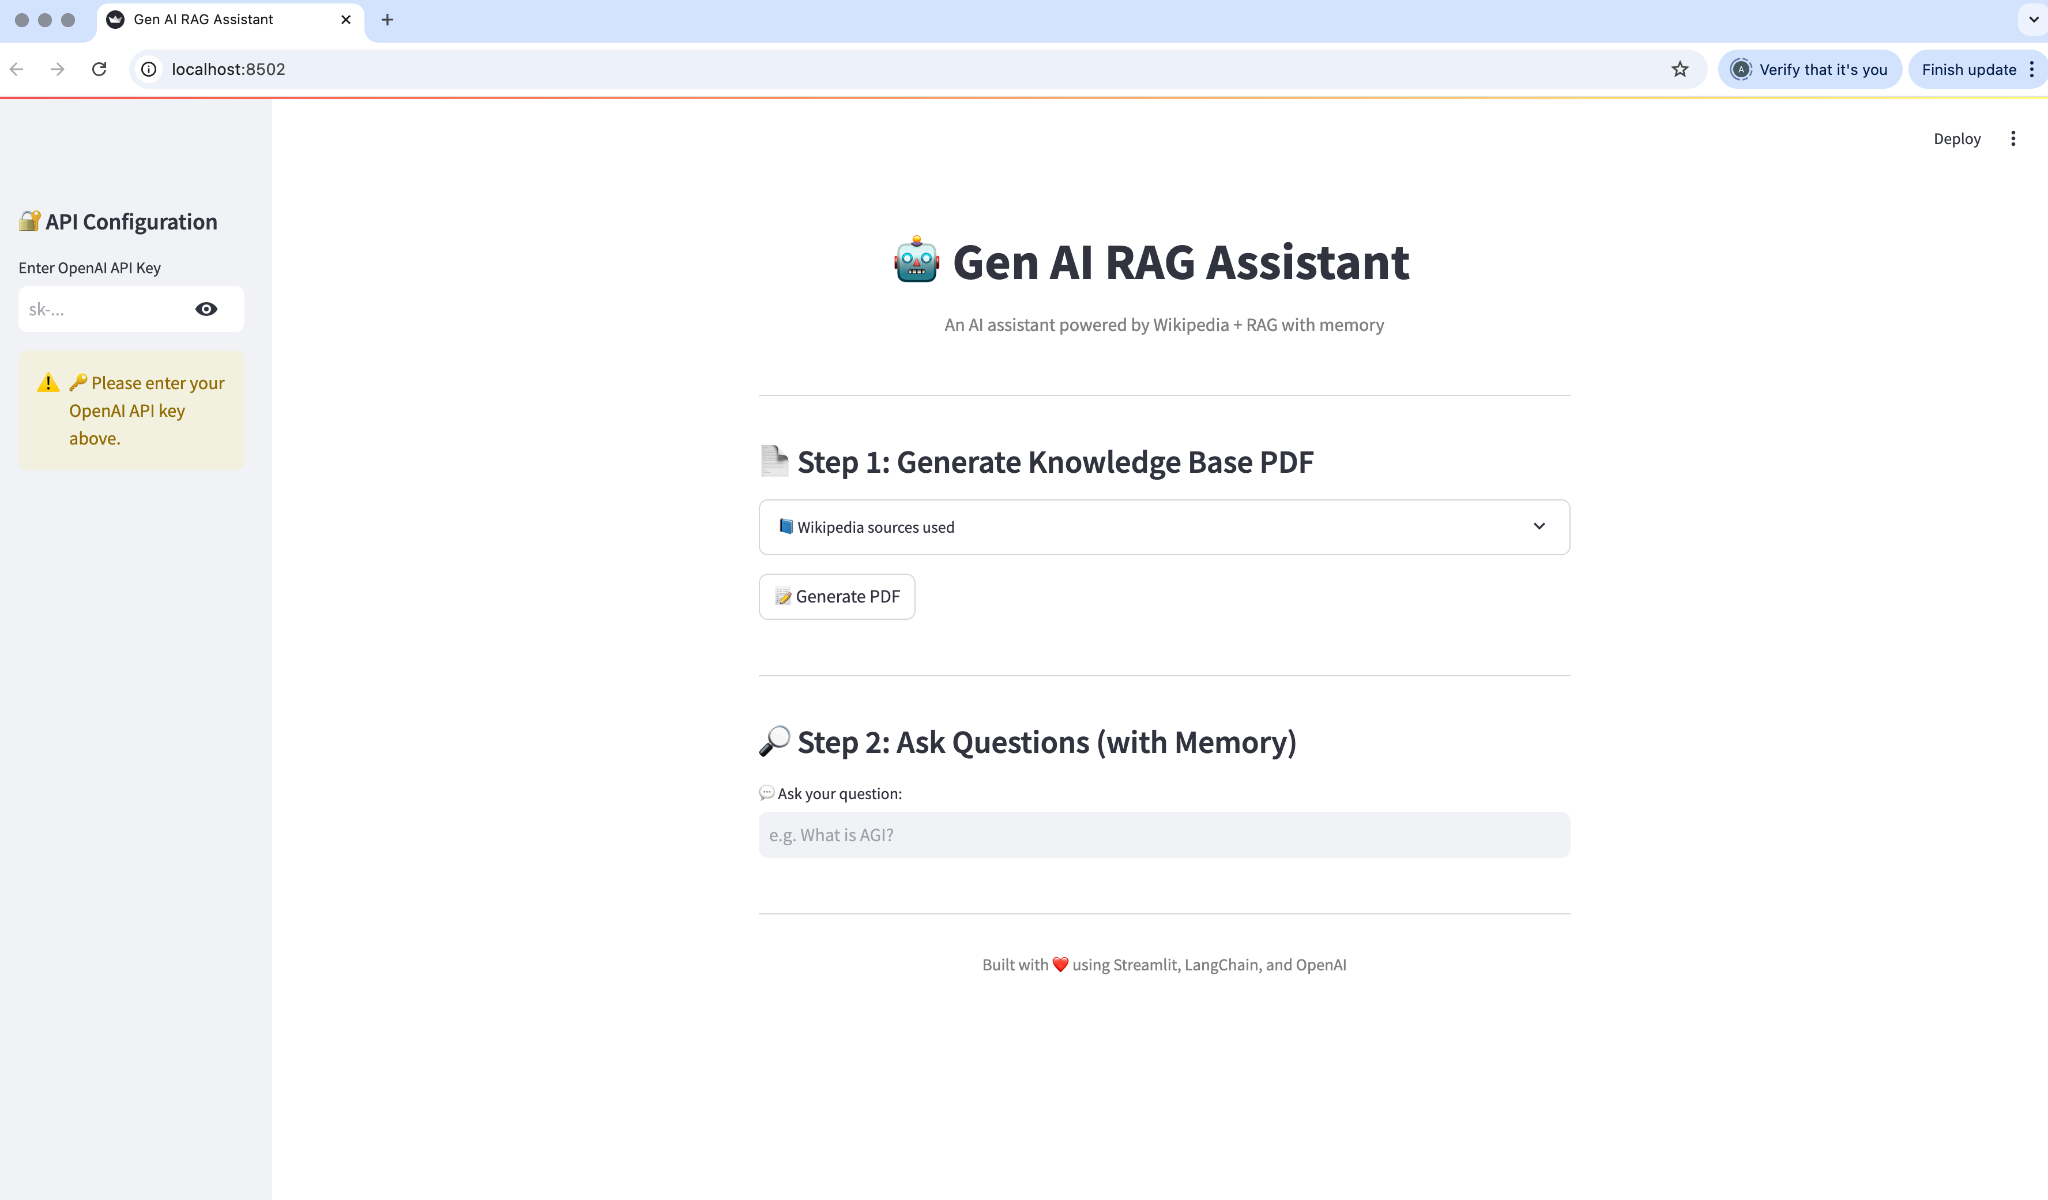 Gen AI RAG Assistant
localhost:8502
Verify that it's you
Finish update
Deploy
🔐 API Configuration
Enter OpenAI API Key
sk-...
⚠️ 🔑 Please enter your
OpenAI API key
above.
🤖 Gen AI RAG Assistant
An AI assistant powered by Wikipedia + RAG with memory
📄 Step 1: Generate Knowledge Base PDF
📘 Wikipedia sources used
📝 Generate PDF
🔎 Step 2: Ask Questions (with Memory)
💬 Ask your question:
e.g. What is AGI?
Built with ❤️ using Streamlit, LangChain, and OpenAI